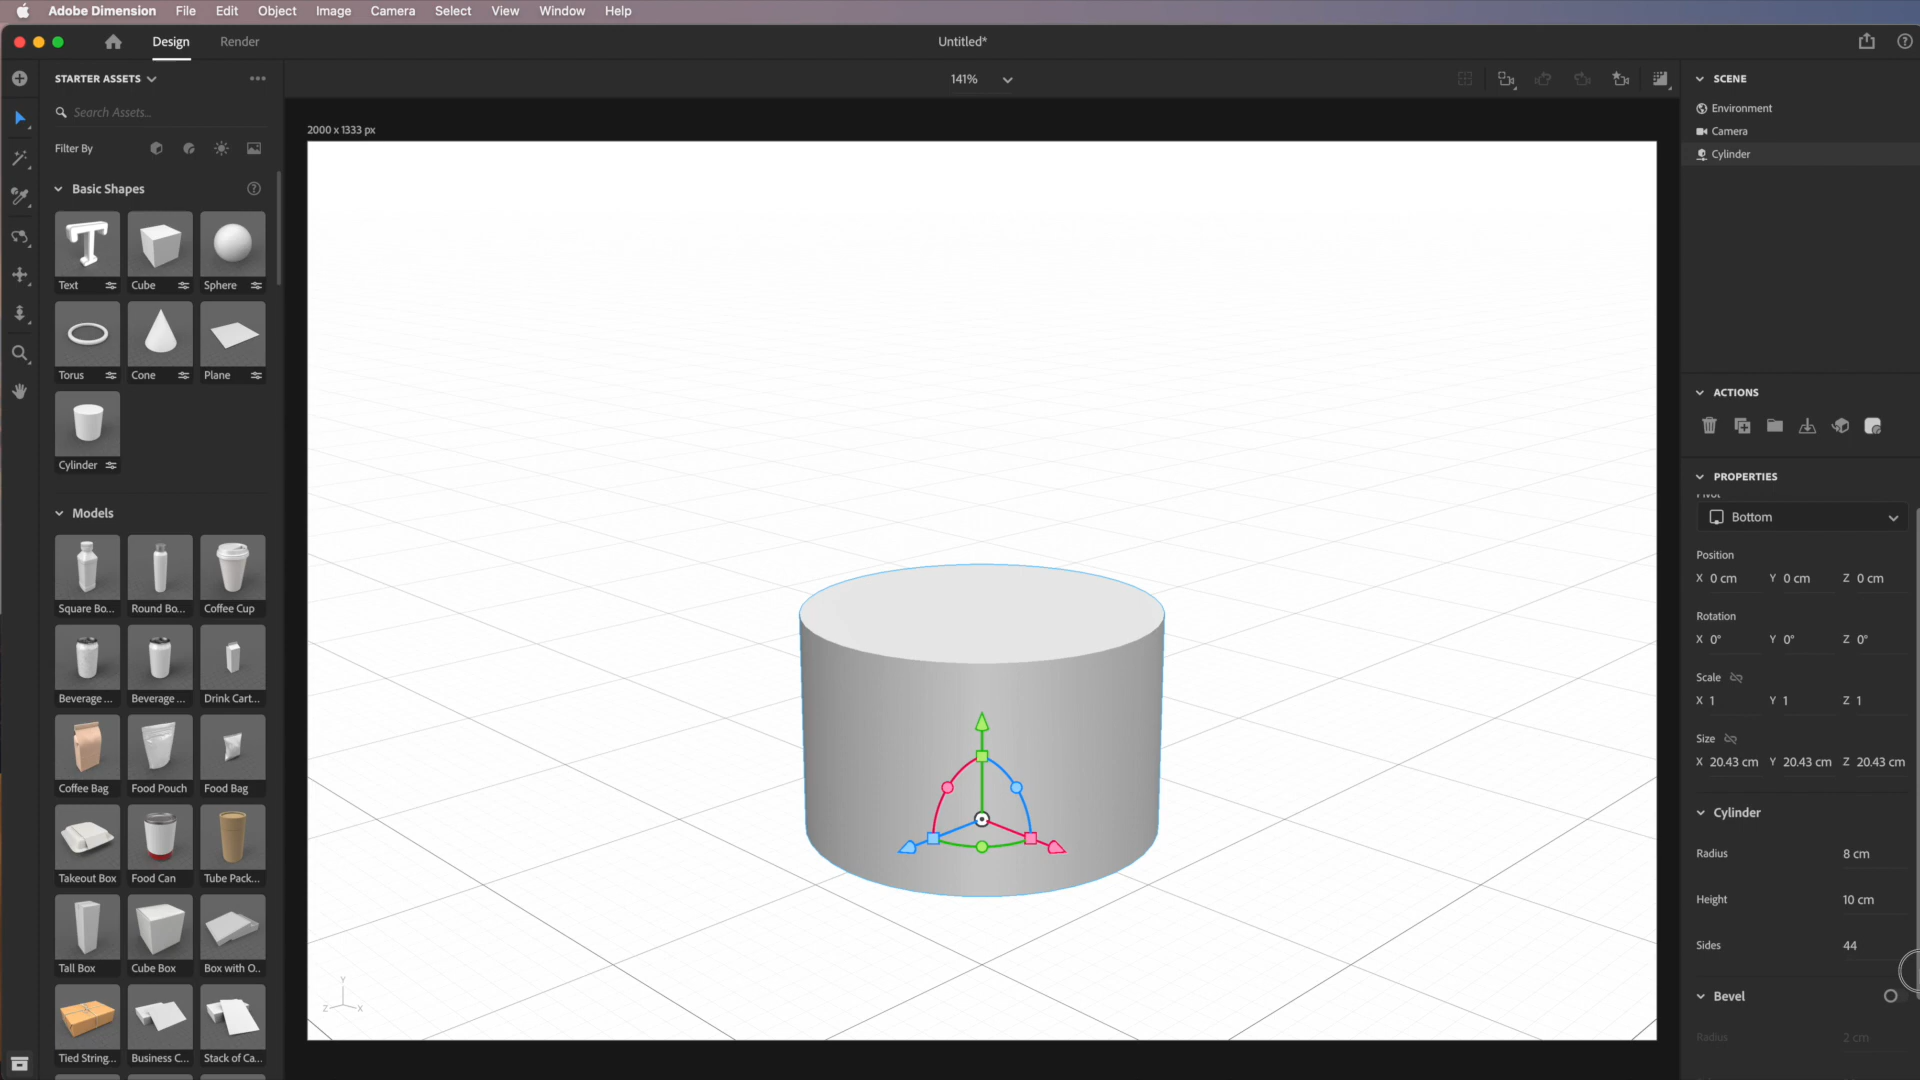 Adobe Dimension File Edit Object Image Camera Select View Window Help
Design Render Untitled*
STARTER ASSETS
141%
Search Assets...
Filter By
Basic Shapes
Text Cube Sphere
Torus Cone Plane
Cylinder
Models
Square Bo... Round Bo... Coffee Cup
Beverage ... Beverage ... Drink Cart...
Coffee Bag Food Pouch Food Bag
Takeout Box Food Can Tube Pack...
Tall Box Cube Box Box with O...
Tied String... Business C... Stack of Ca...
2000 x 1333 px
Y
Z X
SCENE
Environment
Camera
Cylinder
ACTIONS
PROPERTIES
Pivot
Bottom
Position
X 0 cm Y 0 cm Z 0 cm
Rotation
X 0° Y 0° Z 0°
Scale
X 1 Y 1 Z 1
Size
X 20.43 cm Y 20.43 cm Z 20.43 cm
Cylinder
Radius 8 cm
Height 10 cm
Sides 44
Bevel
Radius 2 cm